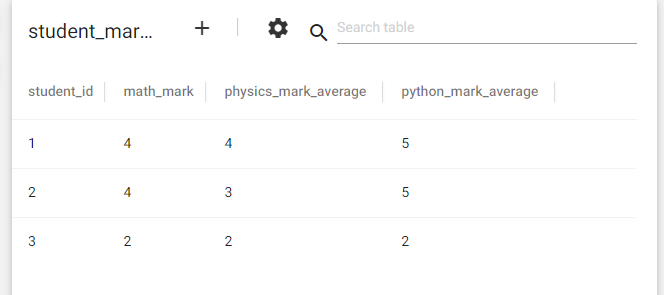 student_mar...
Search table
student_id math_mark physics_mark_average python_mark_average
1 4 4 5
2 4 3 5
3 2 2 2